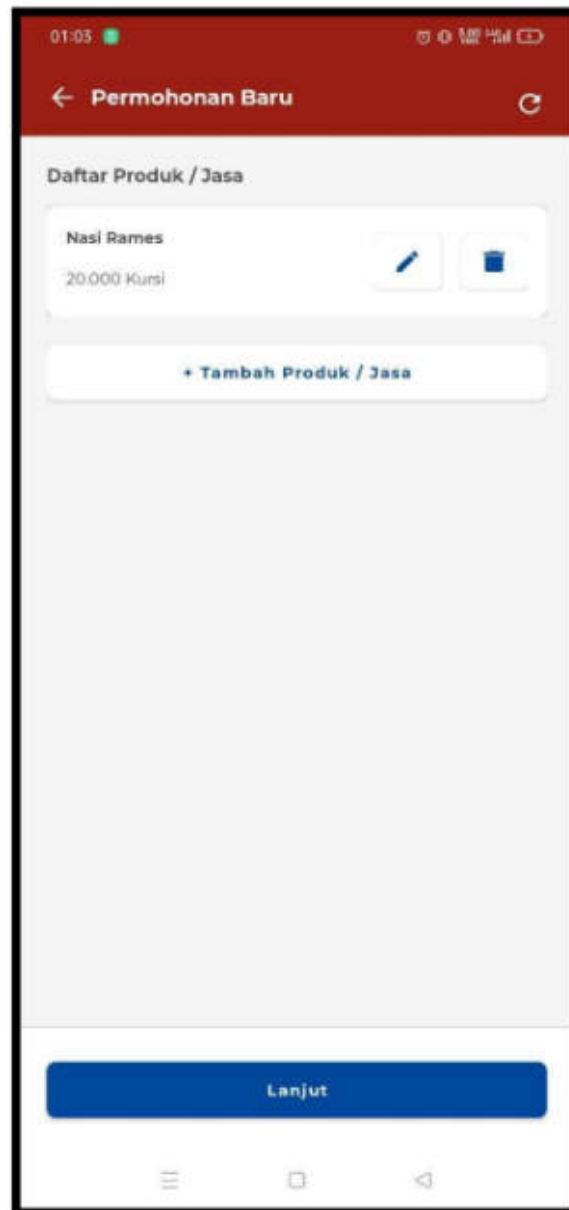 01:03
Permohonan Baru
Daftar Produk / Jasa
Nasi Rames
20.000 Kursi
+ Tambah Produk / Jasa
Lanjut